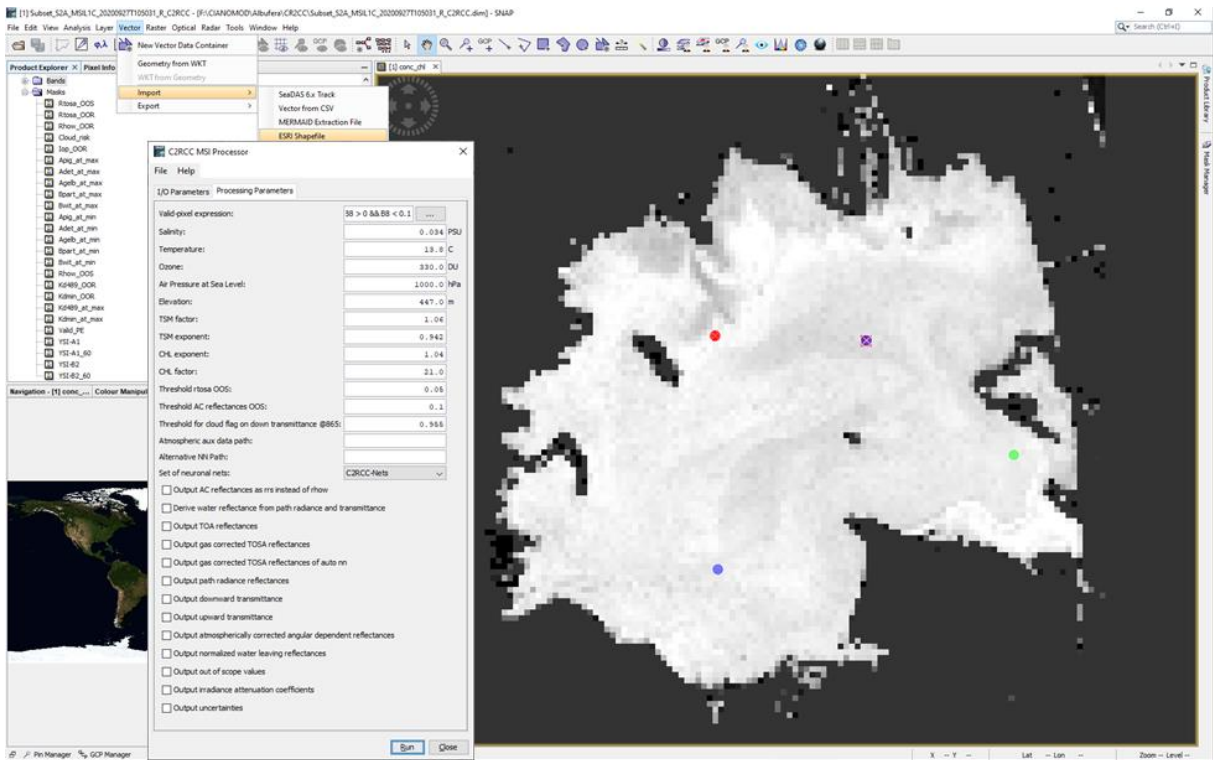 [1] Subset_S2A_MSIL1C_20200927T105031_R_C2RCC - [F:\CIANOMOD\Albufera\CR2CC\Subset_S2A_MSIL1C_20200927T105031_R_C2RCC.dim] - SNAP
File Edit View Analysis Layer Vector Raster Optical Radar Tools Window Help
Search (Ctrl+I)
New Vector Data Container
Geometry from WKT
WKT from Geometry
Import >
Export >
SeaDAS 6.x Track
Vector from CSV
MERMAID Extraction File
ESRI Shapefile
Product Explorer × Pixel Info
[1] conc_chl ×
Bands
Masks
Rtosa_OOS
Rtosa_OOR
Rhow_OOR
Cloud_risk
Iop_OOR
Apig_at_max
Adet_at_max
Agelb_at_max
Bpart_at_max
Bwit_at_max
Apig_at_min
Adet_at_min
Agelb_at_min
Bpart_at_min
Bwit_at_min
Rhow_OOS
Kd489_OOR
Kdmin_OOR
Kd489_at_max
Kdmin_at_max
Valid_PE
YSI-A1
YSI-A1_60
YSI-B2
YSI-B2_60
Navigation - [1] conc_... Colour Manipul
C2RCC MSI Processor ×
File Help
I/O Parameters Processing Parameters
Valid-pixel expression: B8 > 0 && B8 < 0.1 ...
Salinity: 0.034 PSU
Temperature: 13.8 C
Ozone: 330.0 DU
Air Pressure at Sea Level: 1000.0 hPa
Elevation: 447.0 m
TSM factor: 1.06
TSM exponent: 0.942
CHL exponent: 1.04
CHL factor: 21.0
Threshold rtosa OOS: 0.05
Threshold AC reflectances OOS: 0.1
Threshold for cloud flag on down transmittance @865: 0.955
Atmospheric aux data path:
Alternative NN Path:
Set of neuronal nets: C2RCC-Nets
Output AC reflectances as rrs instead of rhow
Derive water reflectance from path radiance and transmittance
Output TOA reflectances
Output gas corrected TOSA reflectances
Output gas corrected TOSA reflectances of auto nn
Output path radiance reflectances
Output downward transmittance
Output upward transmittance
Output atmospherically corrected angular dependent reflectances
Output normalized water leaving reflectances
Output out of scope values
Output irradiance attenuation coefficients
Output uncertainties
Run Close
Product Library
Mask Manager
Pin Manager GCP Manager
X -- Y -- Lat -- Lon -- Zoom -- Level --